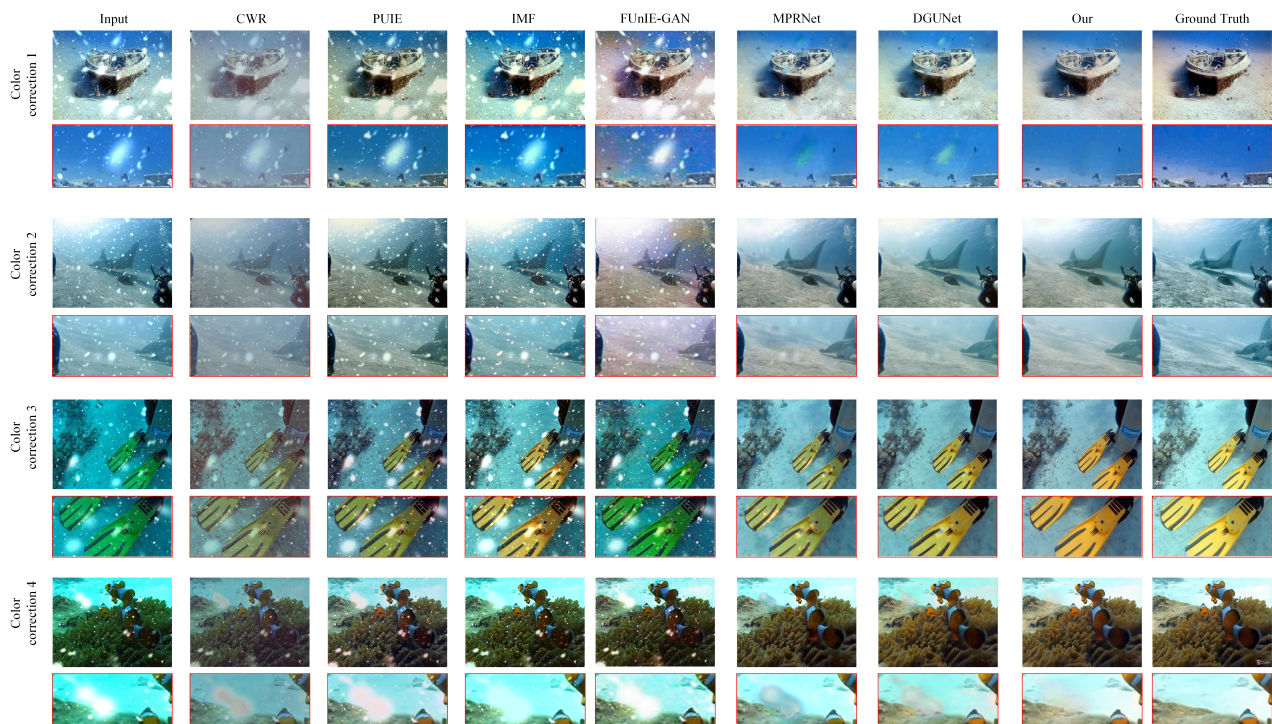 Input CWR PUIE IMF FUnIE-GAN MPRNet DGUNet Our Ground Truth
Color
correction 1
Color
correction 2
Color
correction 3
Color
correction 4